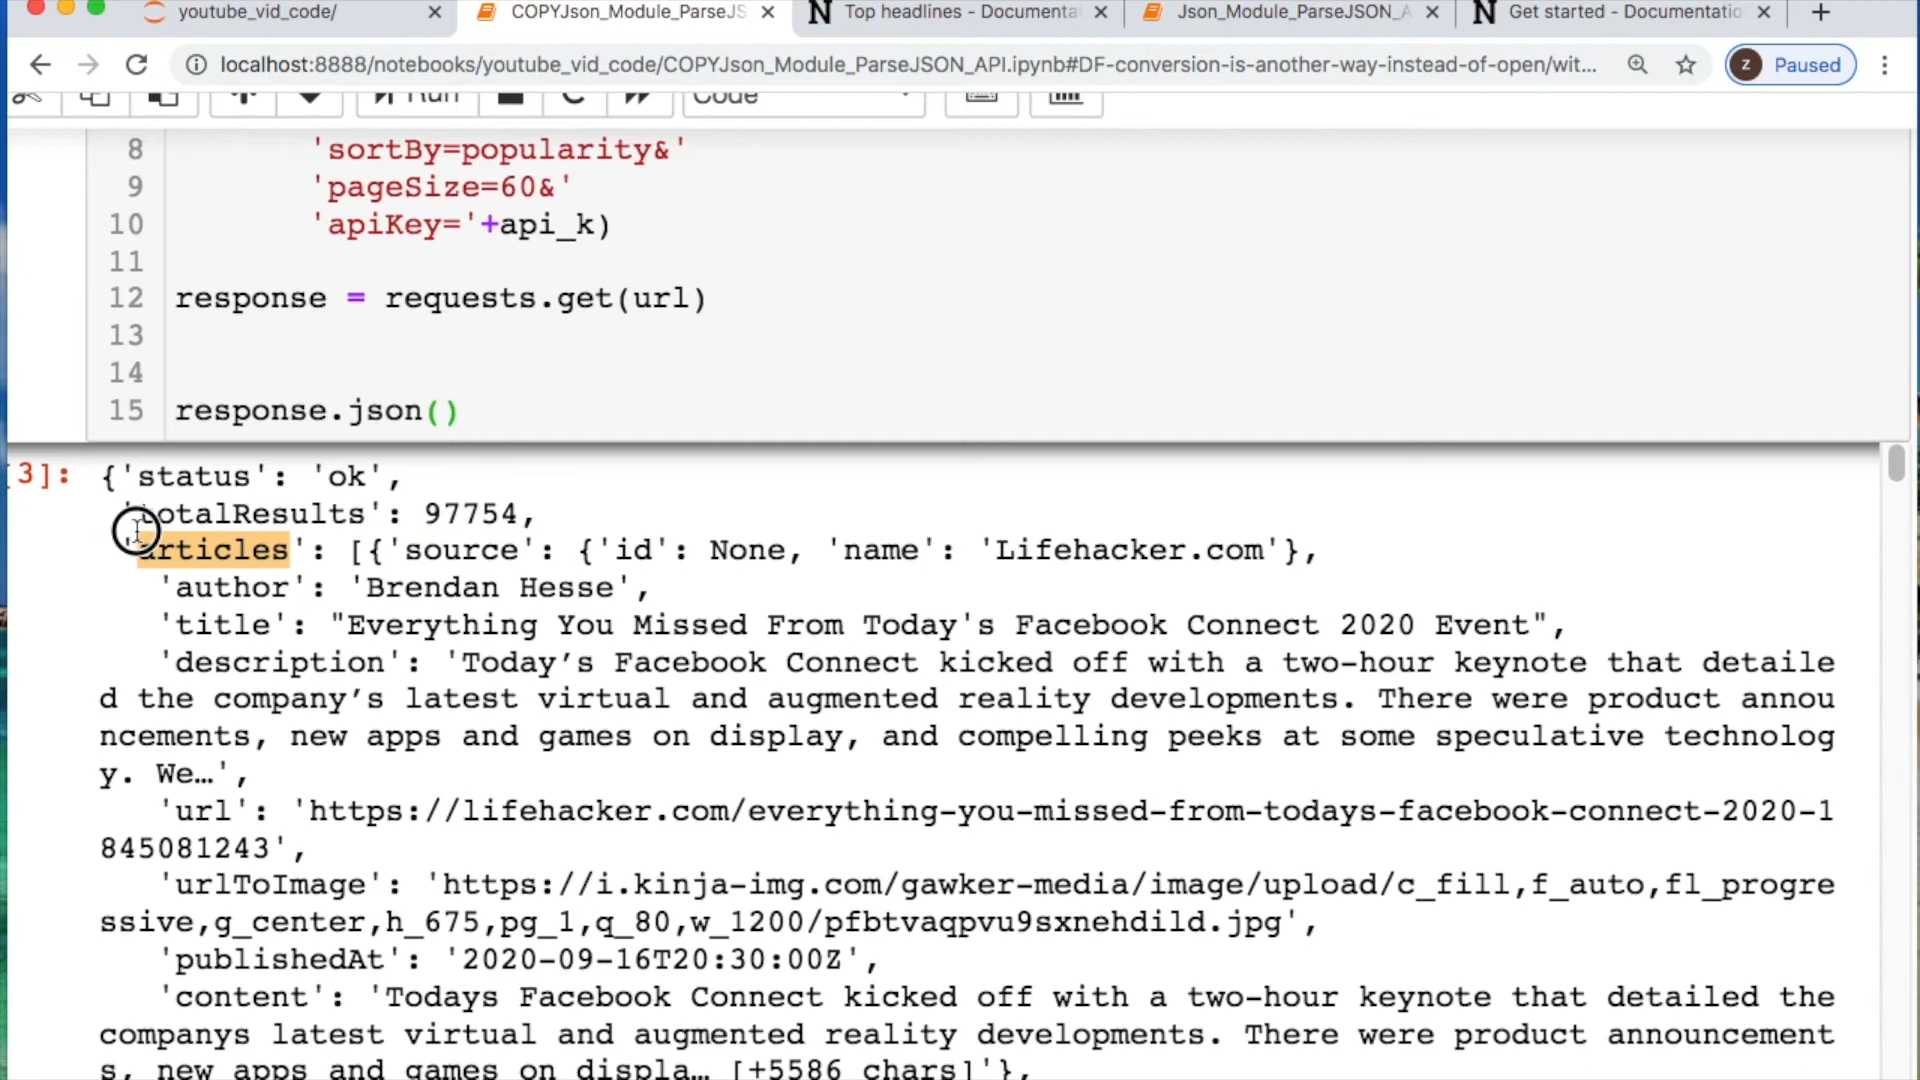 youtube_vid_code/
COPYJson_Module_ParseJS
Top headlines - Documenta
Json_Module_ParseJSON_A
Get started - Documentatio
localhost:8888/notebooks/youtube_vid_code/COPYJson_Module_ParseJSON_API.ipynb#DF-conversion-is-another-way-instead-of-open/wit...
z Paused
Run
Code
8 'sortBy=popularity&'
9 'pageSize=60&'
10 'apiKey='+api_k)
11
12 response = requests.get(url)
13
14
15 response.json()
3]: {'status': 'ok',
'totalResults': 97754,
'articles': [{'source': {'id': None, 'name': 'Lifehacker.com'},
'author': 'Brendan Hesse',
'title': "Everything You Missed From Today's Facebook Connect 2020 Event",
'description': 'Today’s Facebook Connect kicked off with a two-hour keynote that detaile
d the company’s latest virtual and augmented reality developments. There were product annou
ncements, new apps and games on display, and compelling peeks at some speculative technolog
y. We…',
'url': 'https://lifehacker.com/everything-you-missed-from-todays-facebook-connect-2020-1
845081243',
'urlToImage': 'https://i.kinja-img.com/gawker-media/image/upload/c_fill,f_auto,fl_progre
ssive,g_center,h_675,pg_1,q_80,w_1200/pfbtvaqpvu9sxnehdild.jpg',
'publishedAt': '2020-09-16T20:30:00Z',
'content': 'Todays Facebook Connect kicked off with a two-hour keynote that detailed the
companys latest virtual and augmented reality developments. There were product announcement
s, new apps and games on displa… [+5586 chars]'},